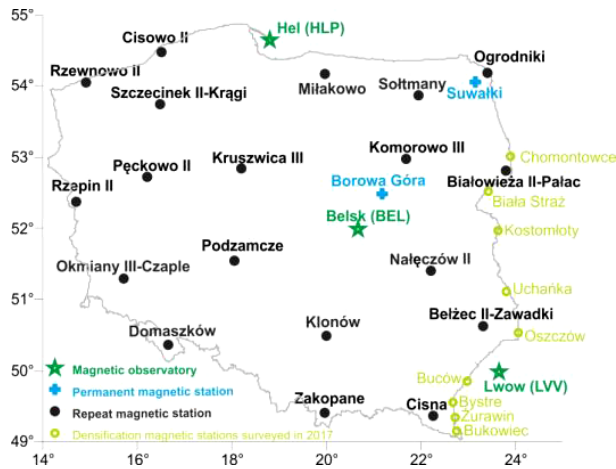 55°
Hel (HLP)
Cisowo II
Ogrodniki
Rzewnowo II
54°
Miłakowo
Sołtmany
Suwałki
Szczecinek II-Krągi
53°
Chomontowce
Komorowo III
Kruszwica III
Pęckowo II
Białowieża II-Pałac
Borowa Góra
Rzepin II
Biała Straż
52°
Belsk (BEL)
Kostomłoty
Podzamcze
Okmiany III-Czaple
Nałęczów II
Uchańka
51°
Bełżec II-Zawadki
Domaszków
Klonów
Oszczów
50°
Magnetic observatory
Lwow (LVV)
Buców
Permanent magnetic station
Zakopane
Cisna
Bystre
Repeat magnetic station
Żurawin
Densification magnetic stations surveyed in 2017
Bukowiec
49°
14 16 18 20 22 24